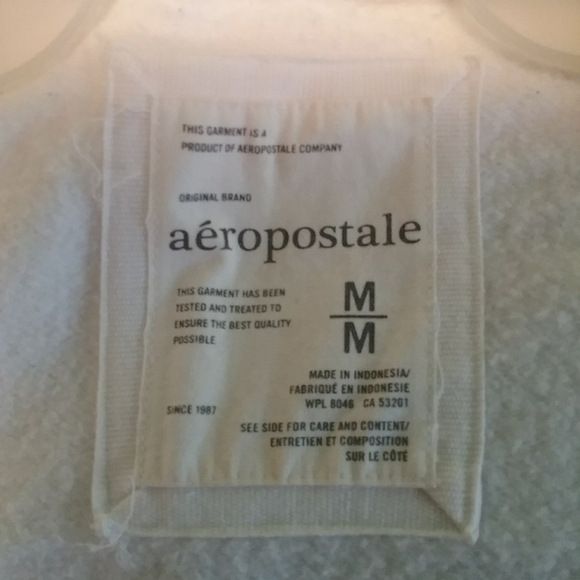 THIS GARMENT IS A
PRODUCT OF AEROPOSTALE COMPANY
ORIGINAL BRAND
aéropostale
THIS GARMENT HAS BEEN
TESTED AND TREATED TO
ENSURE THE BEST QUALITY
POSSIBLE
M
M
MADE IN INDONESIA/
FABRIQUÉ EN INDONESIE
WPL 8046 CA 53201
SINCE 1987
SEE SIDE FOR CARE AND CONTENT/
ENTRETIEN ET COMPOSITION
SUR LE CÔTÉ